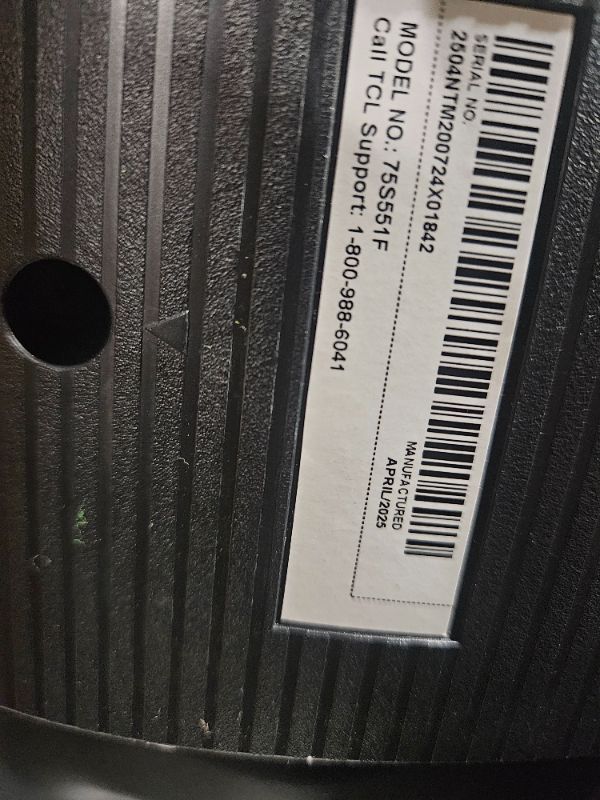 SERIAL NO.
2504NTM200724X01842
MANUFACTURED
APRIL/2025
MODEL NO.: 75S551F
Call TCL Support: 1-800-988-6041